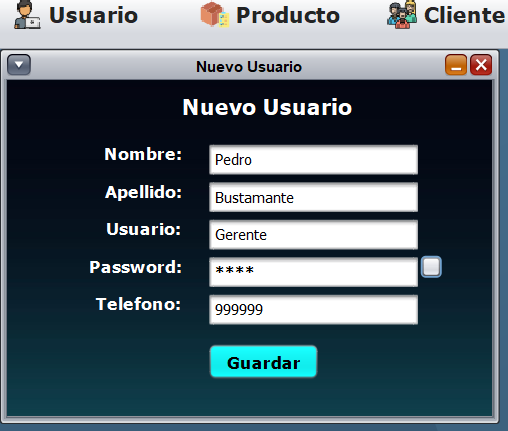 Usuario Producto Cliente
Nuevo Usuario
Nuevo Usuario
Nombre: Pedro
Apellido: Bustamante
Usuario: Gerente
Password: ****
Telefono: 999999
Guardar